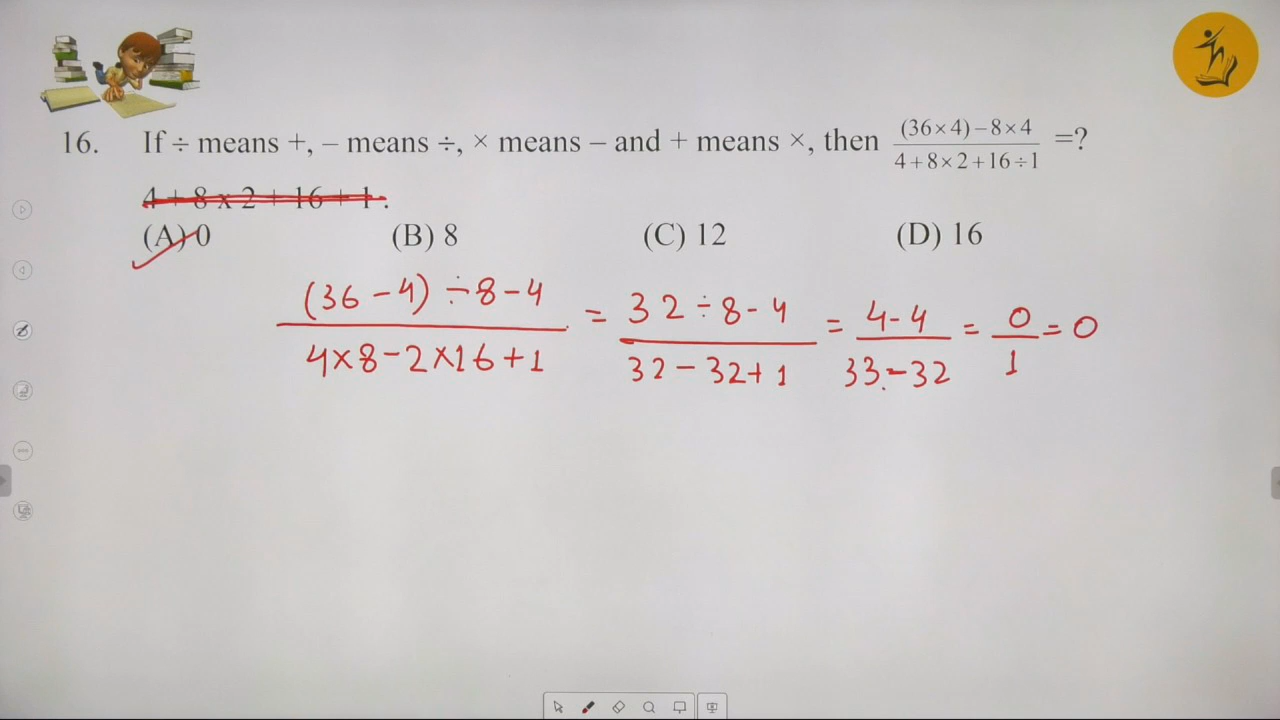 16. If ÷ means +, – means ÷, × means – and + means ×, then (36×4)–8×4 / 4+8×2+16÷1 =?
4 + 8 x 2 + 16 + 1 .
(A) 0 (B) 8 (C) 12 (D) 16
(36 - 4) ÷ 8 - 4 / 4×8-2×16+1 = 32 ÷ 8 - 4 / 32 - 32 + 1 = 4-4 / 33.-32 = 0 / 1 = 0